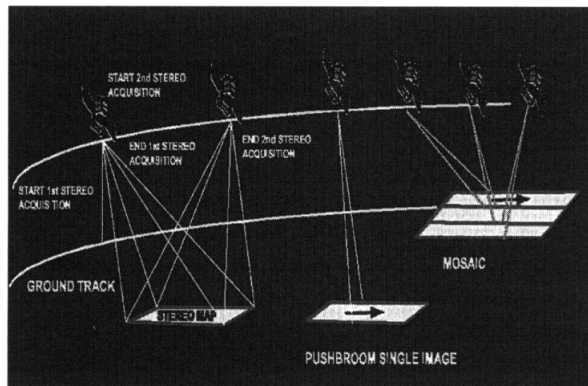 START 2nd STEREO
ACQUISITION
END 1st STEREO
ACQUISITION
END 2nd STEREO
ACQUISITION
START 1st STEREO
ACQUISITION
GROUND TRACK
STEREO MAP
MOSAIC
PUSHBROOM SINGLE IMAGE